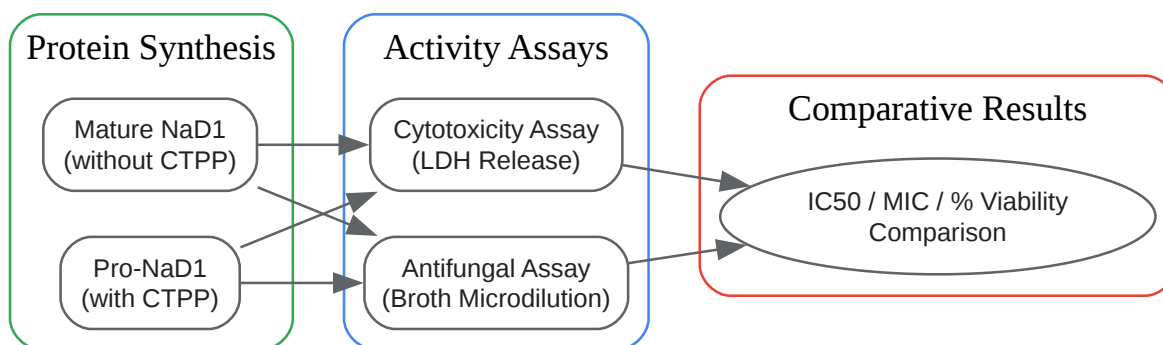 Protein Synthesis
Mature NaD1
(without CTPP)
Pro-NaD1
(with CTPP)
Activity Assays
Cytotoxicity Assay
(LDH Release)
Antifungal Assay
(Broth Microdilution)
Comparative Results
IC50 / MIC / % Viability
Comparison